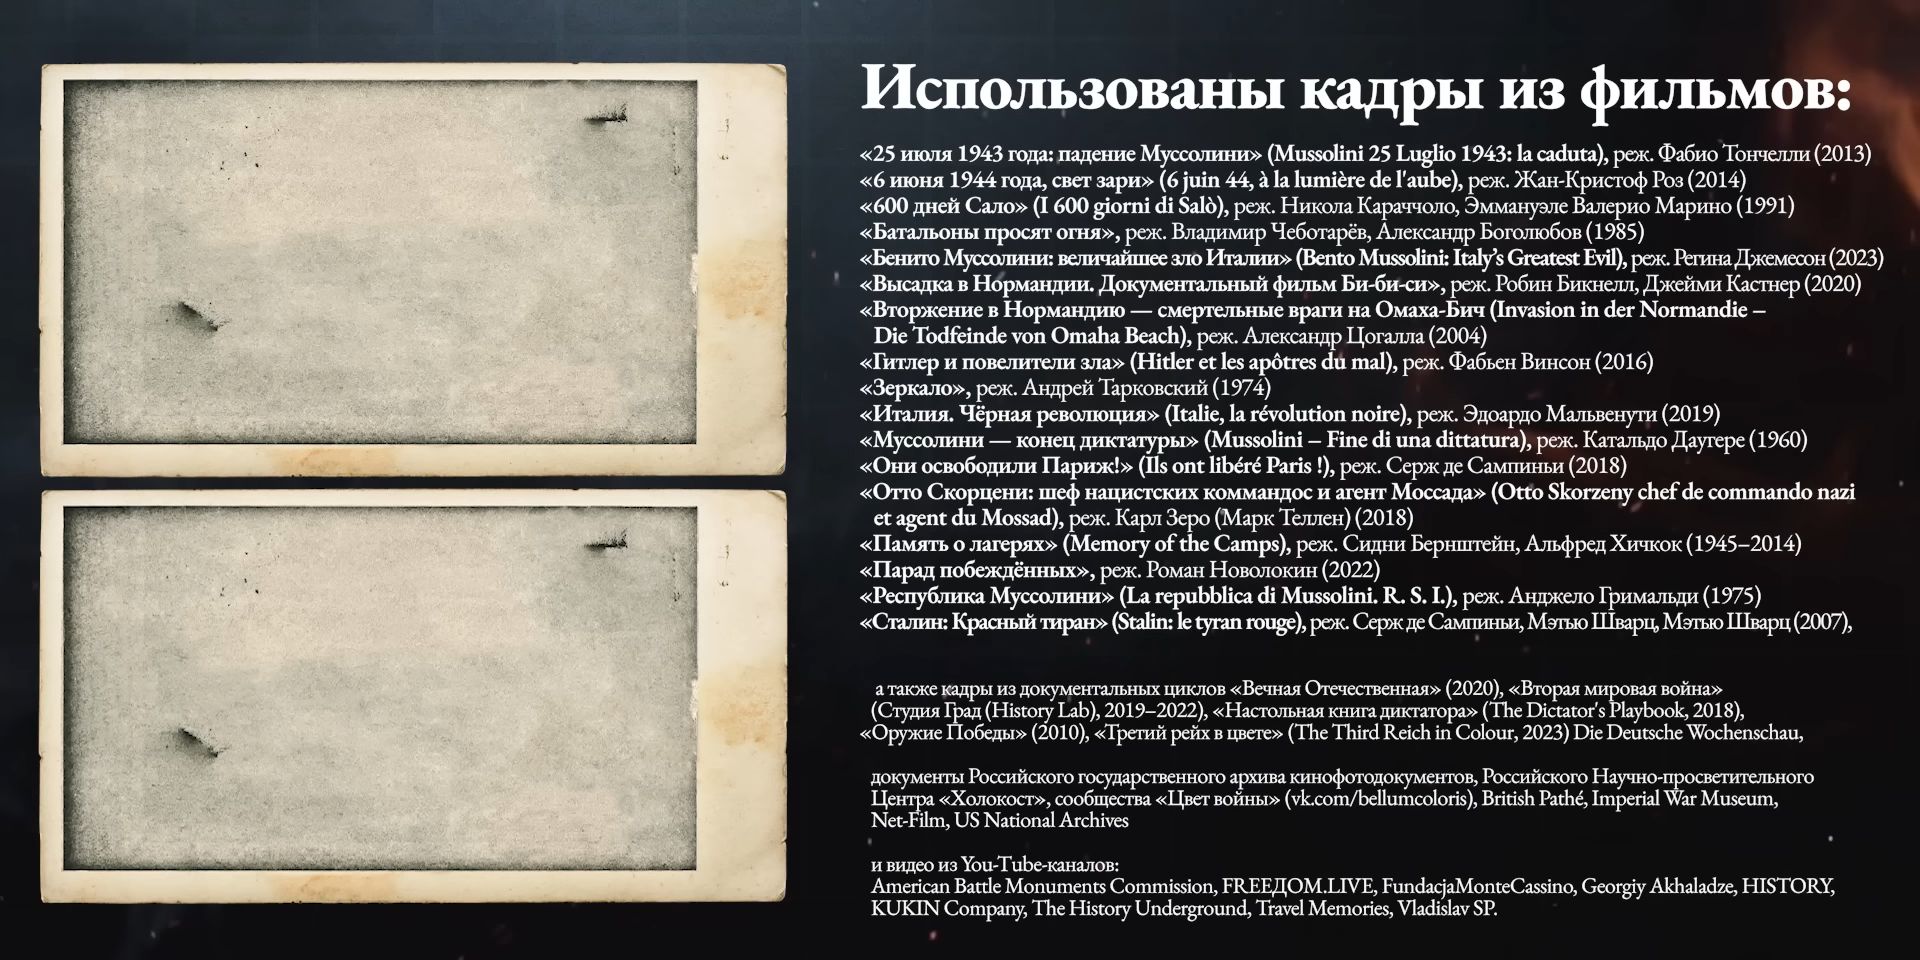 Использованы кадры из фильмов:
«25 июля 1943 года: падение Муссолини» (Mussolini 25 Luglio 1943: la caduta), реж. Фабио Тончелли (2013)
«6 июня 1944 года, свет зари» (6 juin 44, à la lumière de l'aube), реж. Жан-Кристоф Роз (2014)
«600 дней Сало» (I 600 giorni di Salò), реж. Никола Караччоло, Эммануэле Валерио Марино (1991)
«Батальоны просят огня», реж. Владимир Чеботарёв, Александр Боголюбов (1985)
«Бенито Муссолини: величайшее зло Италии» (Bento Mussolini: Italy’s Greatest Evil), реж. Регина Джемесон (2023)
«Высадка в Нормандии. Документальный фильм Би-би-си», реж. Робин Бикнелл, Джейми Кастнер (2020)
«Вторжение в Нормандию — смертельные враги на Омаха-Бич (Invasion in der Normandie –
Die Todfeinde von Omaha Beach), реж. Александр Цогалла (2004)
«Гитлер и повелители зла» (Hitler et les apôtres du mal), реж. Фабьен Винсон (2016)
«Зеркало», реж. Андрей Тарковский (1974)
«Италия. Чёрная революция» (Italie, la révolution noire), реж. Эдоардо Мальвенути (2019)
«Муссолини — конец диктатуры» (Mussolini – Fine di una dittatura), реж. Катальдо Даугере (1960)
«Они освободили Париж!» (Ils ont libéré Paris !), реж. Серж де Сампиньи (2018)
«Отто Скорцени: шеф нацистских коммандос и агент Моссада» (Otto Skorzeny chef de commando nazi
et agent du Mossad), реж. Карл Зеро (Марк Теллен) (2018)
«Память о лагерях» (Memory of the Camps), реж. Сидни Бернштейн, Альфред Хичкок (1945–2014)
«Парад побеждённых», реж. Роман Новолокин (2022)
«Республика Муссолини» (La repubblica di Mussolini. R. S. I.), реж. Анджело Гримальди (1975)
«Сталин: Красный тиран» (Stalin: le tyran rouge), реж. Серж де Сампиньи, Мэтью Шварц, Мэтью Шварц (2007),
а также кадры из документальных циклов «Вечная Отечественная» (2020), «Вторая мировая война»
(Студия Град (History Lab), 2019–2022), «Настольная книга диктатора» (The Dictator's Playbook, 2018),
«Оружие Победы» (2010), «Третий рейх в цвете» (The Third Reich in Colour, 2023) Die Deutsche Wochenschau,
документы Российского государственного архива кинофотодокументов, Российского Научно-просветительного
Центра «Холокост», сообщества «Цвет войны» (vk.com/bellumcoloris), British Pathé, Imperial War Museum,
Net-Film, US National Archives
и видео из You-Tube-каналов:
American Battle Monuments Commission, FREEДОМ.LIVE, FundacjaMonteCassino, Georgiy Akhaladze, HISTORY,
KUKIN Company, The History Underground, Travel Memories, Vladislav SP.